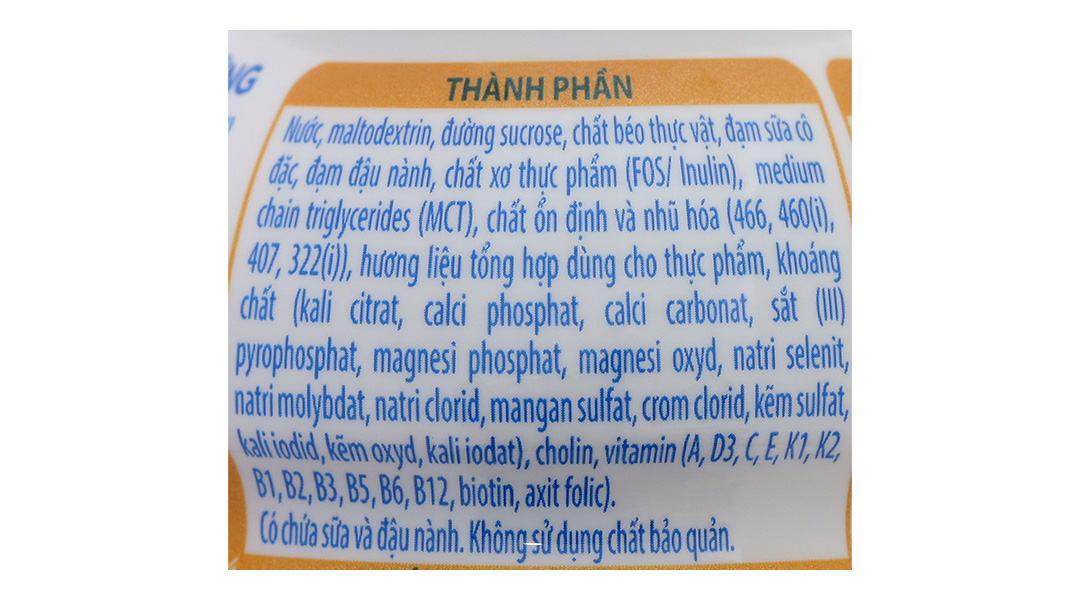 THÀNH PHẦN
Nước, maltodextrin, đường sucrose, chất béo thực vật, đạm sữa cô
đặc, đạm đậu nành, chất xơ thực phẩm (FOS/ Inulin), medium
chain triglycerides (MCT), chất ổn định và nhũ hóa (466, 460(i),
407, 322(i)), hương liệu tổng hợp dùng cho thực phẩm, khoáng
chất (kali citrat, calci phosphat, calci carbonat, sắt (III)
pyrophosphat, magnesi phosphat, magnesi oxyd, natri selenit,
natri molybdat, natri clorid, mangan sulfat, crom clorid, kẽm sulfat,
kali iodid, kẽm oxyd, kali iodat), cholin, vitamin (A, D3, C, E, K1, K2,
B1, B2, B3, B5, B6, B12, biotin, axit folic).
Có chứa sữa và đậu nành. Không sử dụng chất bảo quản.